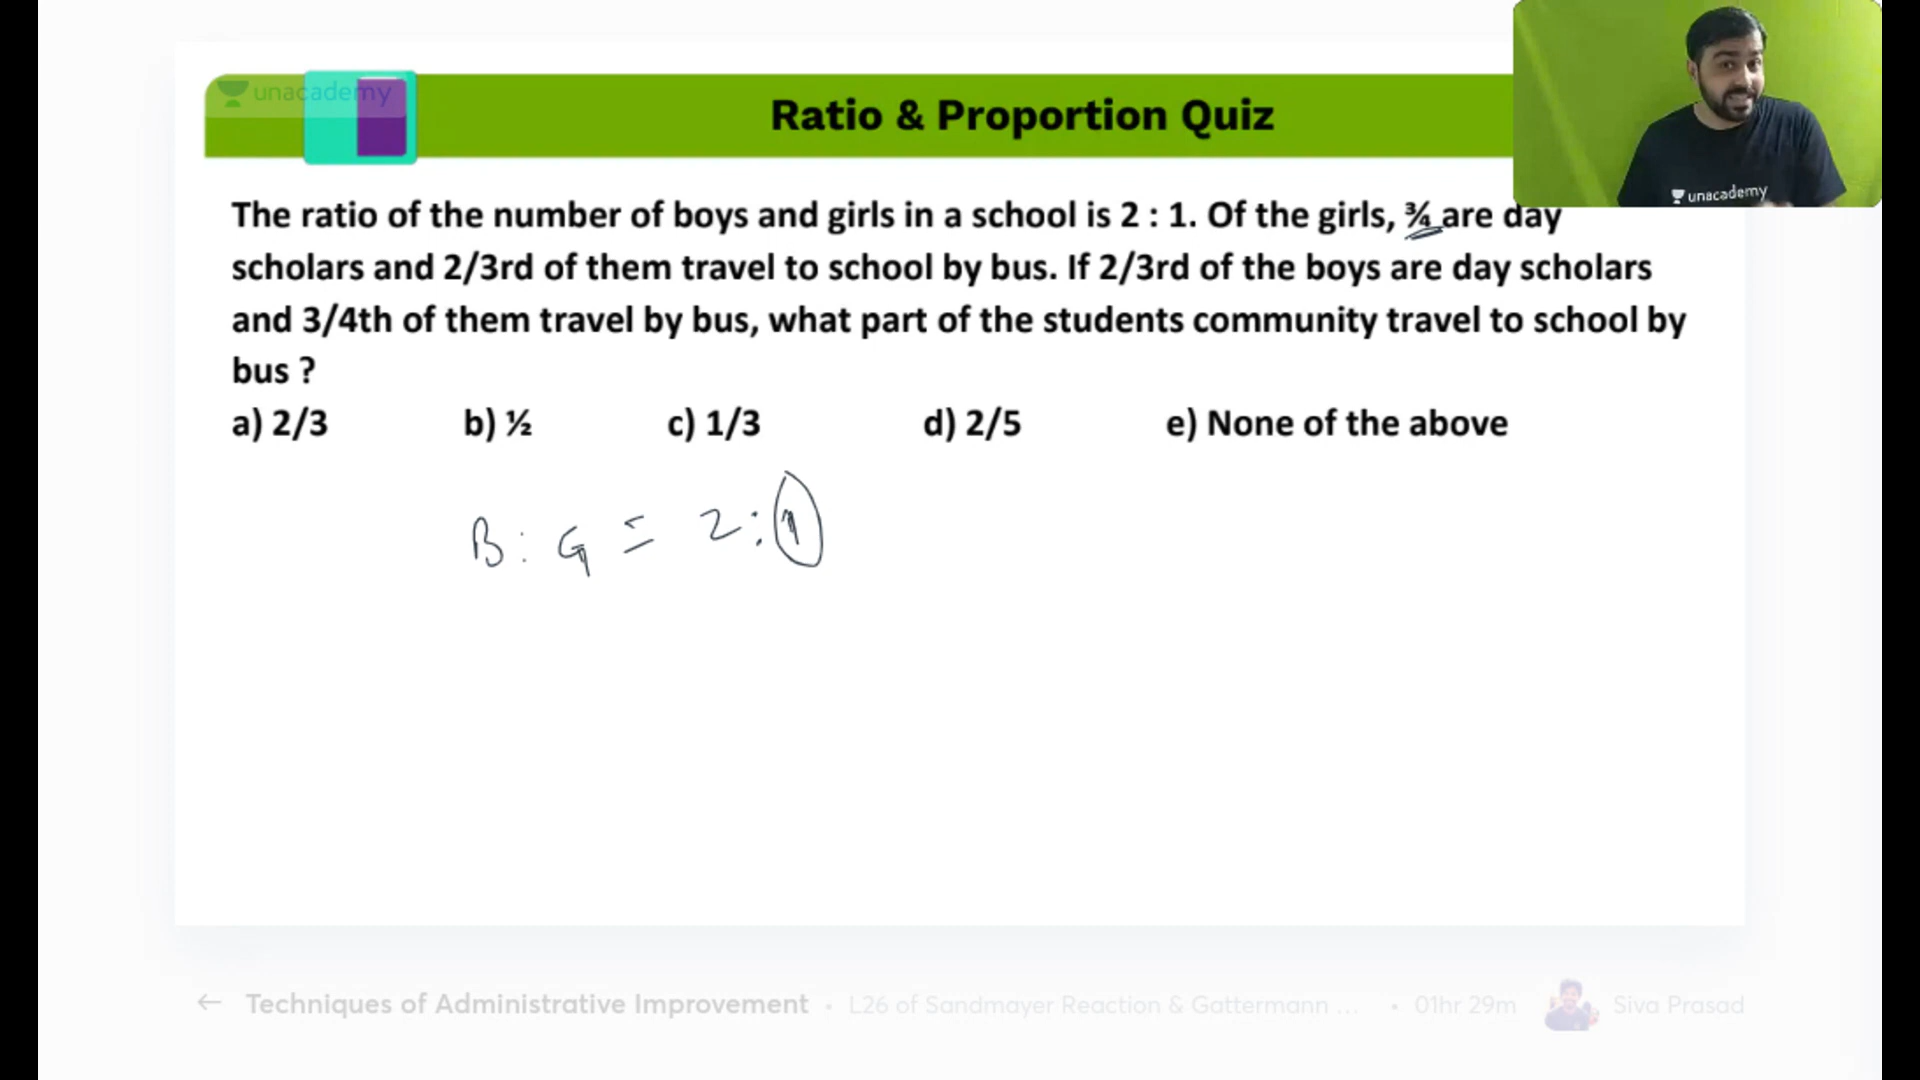 unacademy
Ratio & Proportion Quiz
unacademy
The ratio of the number of boys and girls in a school is 2 : 1. Of the girls, ¾ are day
scholars and 2/3rd of them travel to school by bus. If 2/3rd of the boys are day scholars
and 3/4th of them travel by bus, what part of the students community travel to school by
bus ?
a) 2/3 b) ½ c) 1/3 d) 2/5 e) None of the above
B : G = 2 : 1
← Techniques of Administrative Improvement • L26 of Sandmayer Reaction & Gattermann ... • 01hr 29m Siva Prasad